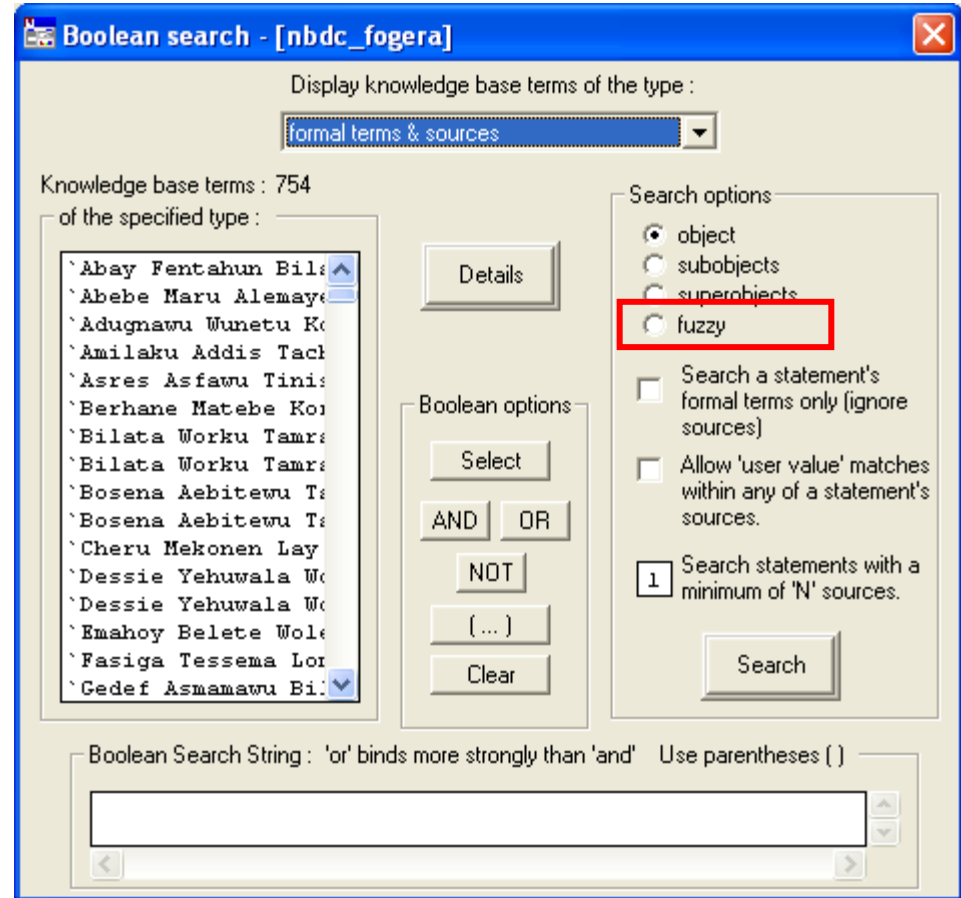 Boolean search - [nbdc_fogera]
Display knowledge base terms of the type :
formal terms & sources
Knowledge base terms : 754
of the specified type :
`Abay Fentahun Bila
`Abebe Maru Alemaye
`Adugnawu Wunetu Ko
`Amilaku Addis Tach
`Asres Asfawu Tinis
`Berhane Matebe Kor
`Bilata Worku Tamra
`Bilata Worku Tamra
`Bosena Aebitewu Ta
`Bosena Aebitewu Ta
`Cheru Mekonen Lay
`Dessie Yehuwala Wo
`Dessie Yehuwala Wo
`Emahoy Belete Wole
`Fasiga Tessema Lor
`Gedef Asmamawu Bil
Details
Boolean options
Select
AND OR
NOT
( ... )
Clear
Search options
object
subobjects
superobjects
fuzzy
Search a statement's
formal terms only (ignore
sources)
Allow 'user value' matches
within any of a statement's
sources.
1 Search statements with a
minimum of 'N' sources.
Search
Boolean Search String : 'or' binds more strongly than 'and' Use parentheses ( )